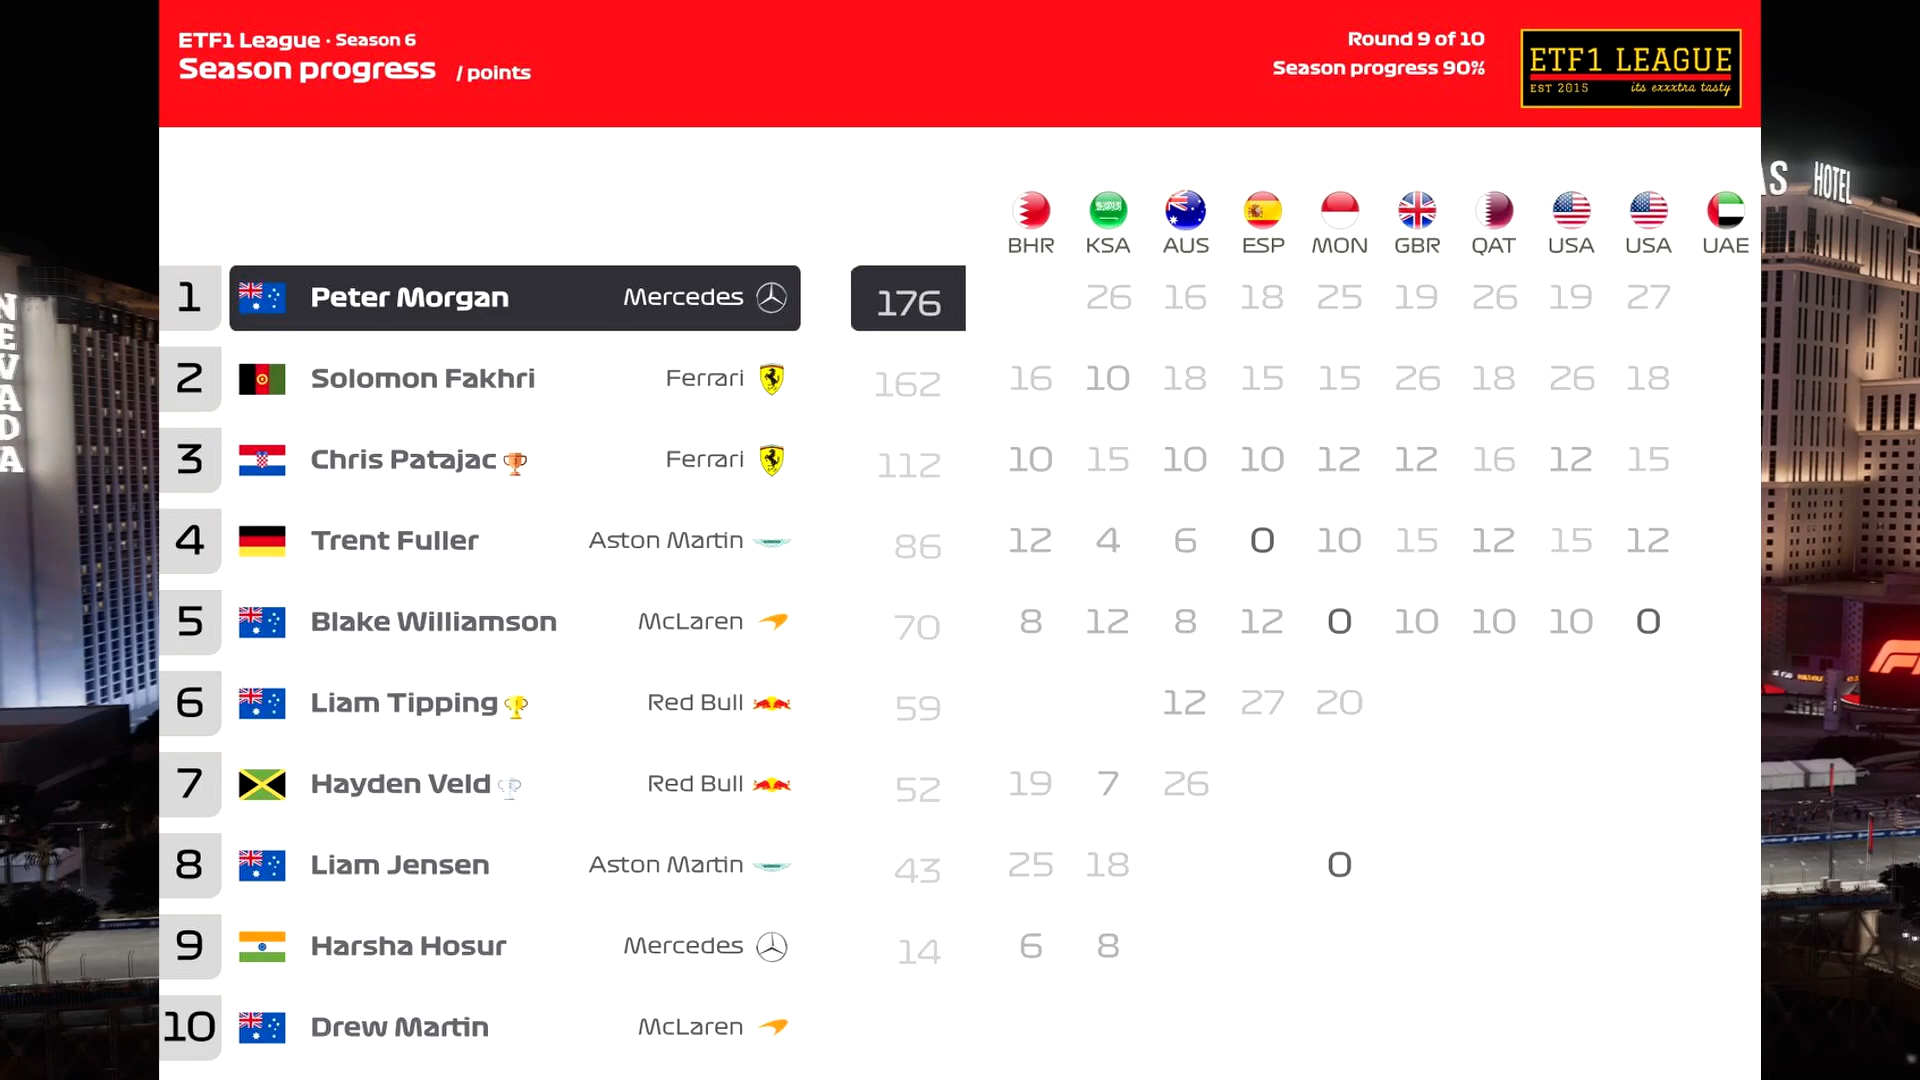 ETF1 League · Season 6
Season progress / points
Round 9 of 10
Season progress 90%
ETF1 LEAGUE
EST 2015 its exxxtra tasty
BHR KSA AUS ESP MON GBR QAT USA USA UAE
1 Peter Morgan Mercedes 176 26 16 18 25 19 26 19 27
2 Solomon Fakhri Ferrari 162 16 10 18 15 15 26 18 26 18
3 Chris Patajac Ferrari 112 10 15 10 10 12 12 16 12 15
4 Trent Fuller Aston Martin 86 12 4 6 0 10 15 12 15 12
5 Blake Williamson McLaren 70 8 12 8 12 0 10 10 10 0
6 Liam Tipping Red Bull 59 12 27 20
7 Hayden Veld Red Bull 52 19 7 26
8 Liam Jensen Aston Martin 43 25 18 0
9 Harsha Hosur Mercedes 14 6 8
10 Drew Martin McLaren
NEVADA
AS HOTEL
F1